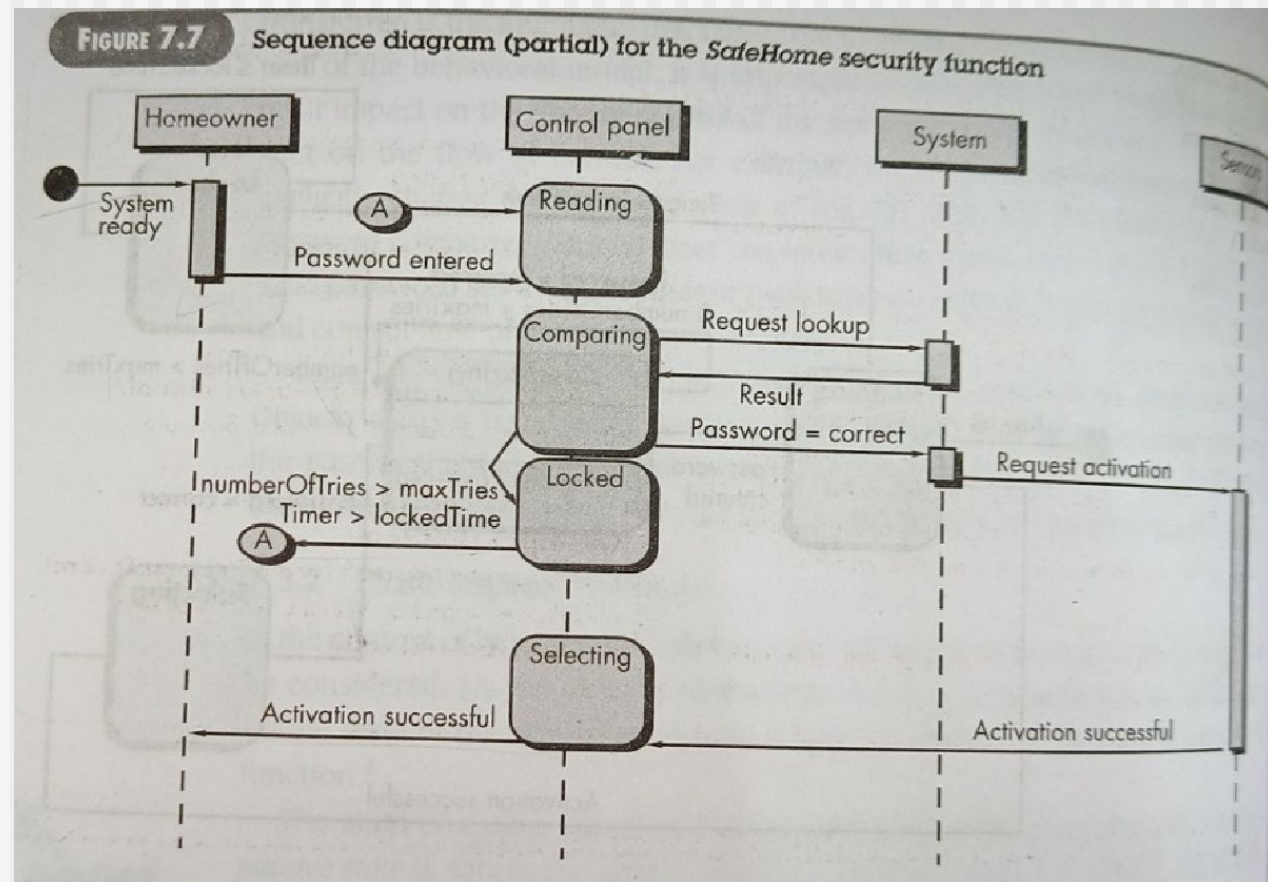 FIGURE 7.7 Sequence diagram (partial) for the SafeHome security function
Homeowner
Control panel
System
System
ready
A
Reading
Password entered
Comparing
Request lookup
Result
Password = correct
Request activation
numberOfTries > maxTries
Locked
Timer > lockedTime
A
Selecting
Activation successful
Activation successful